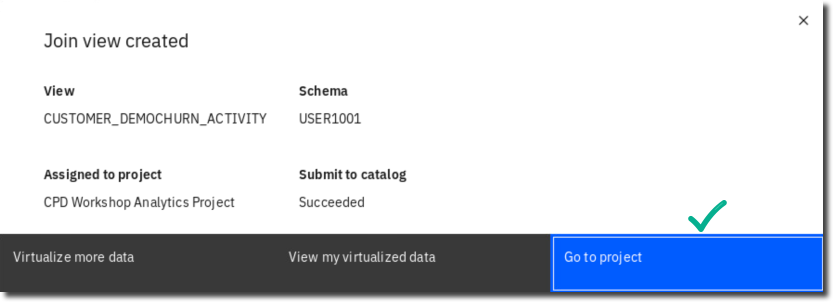 Join view created
View Schema
CUSTOMER_DEMOCHURN_ACTIVITY USER1001
Assigned to project Submit to catalog
CPD Workshop Analytics Project Succeeded
Virtualize more data View my virtualized data Go to project